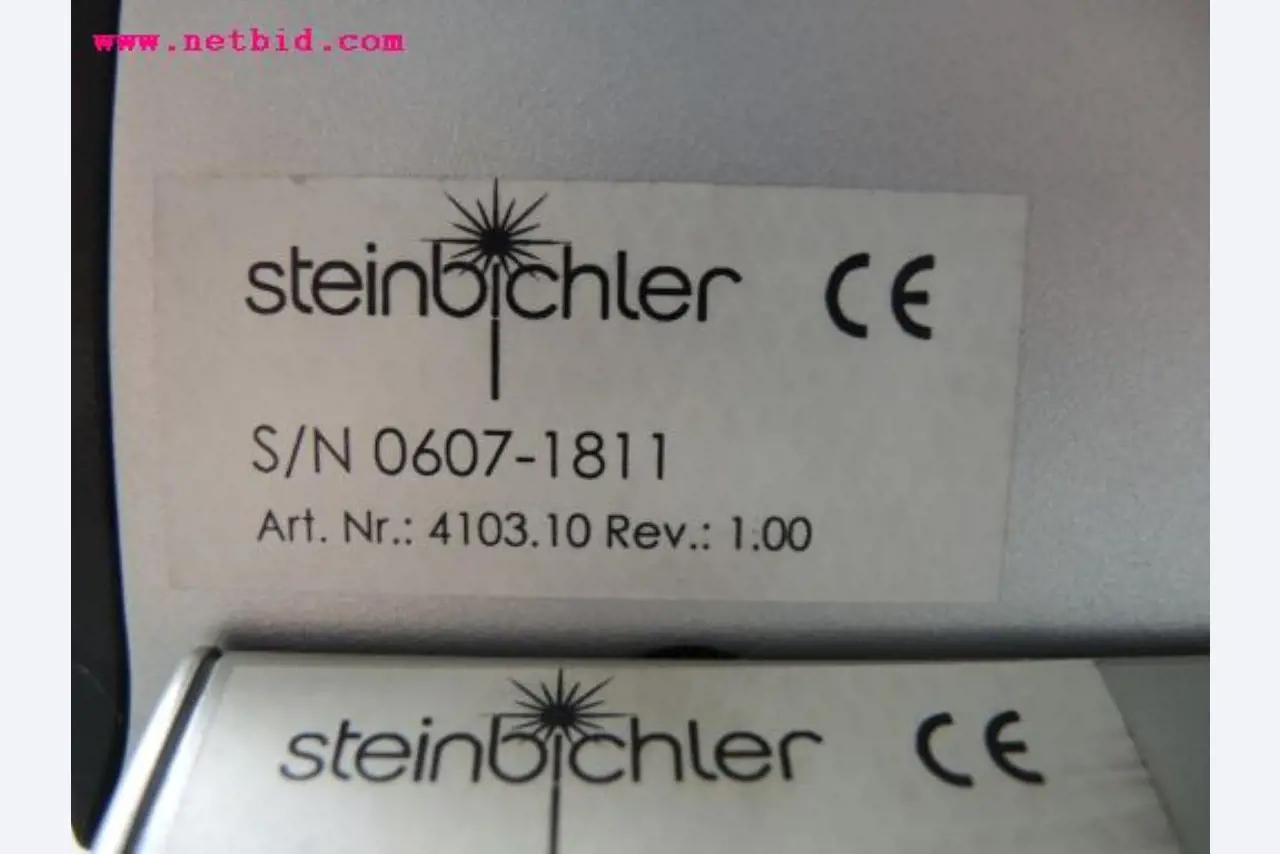 www.netbid.com
steinbichler CE
S/N 0607-1811
Art. Nr.: 4103.10 Rev.: 1.00
steinbichler CE